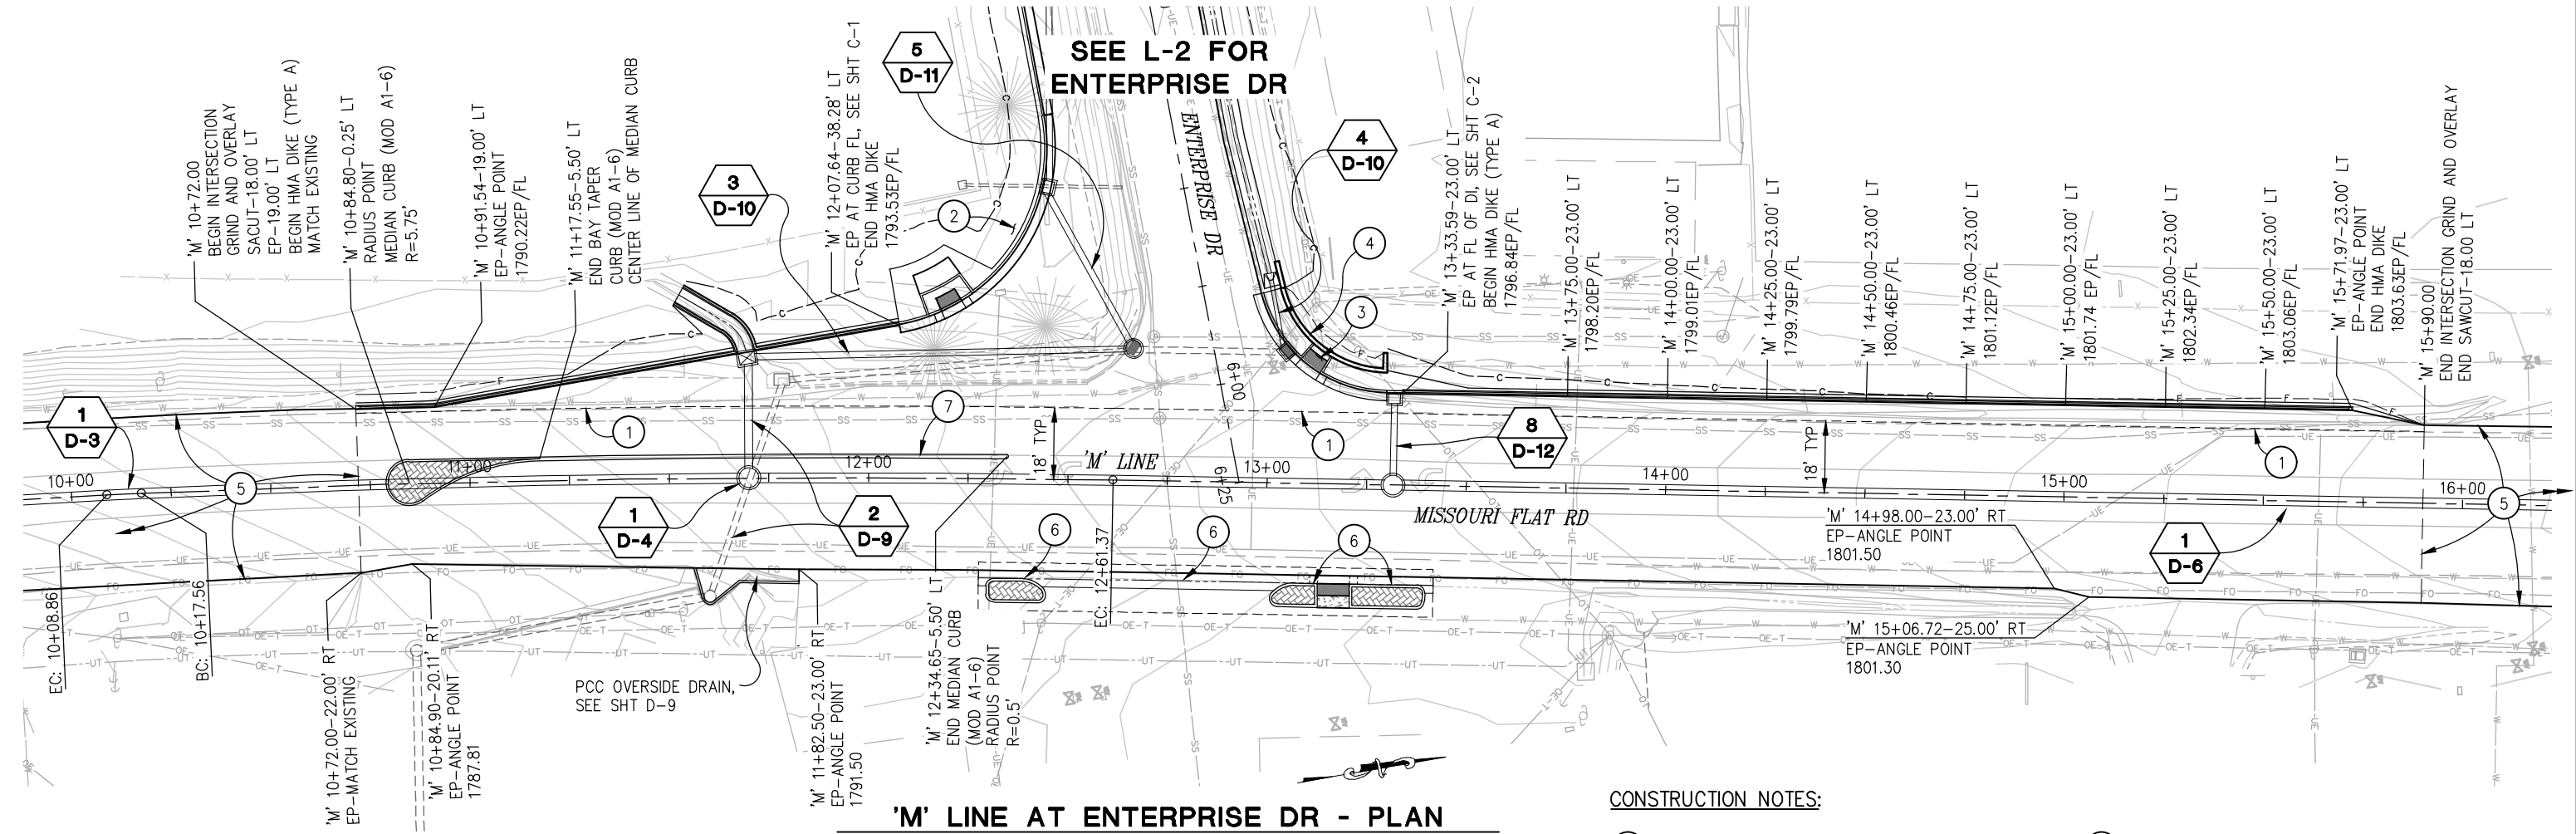 SEE L-2 FOR
ENTERPRISE DR
5
D-11
4
D-10
3
D-10
'M' 10+72.00
BEGIN INTERSECTION
GRIND AND OVERLAY
SACUT-18.00' LT
EP-19.00' LT
BEGIN HMA DIKE (TYPE A)
MATCH EXISTING
'M' 10+84.80-0.25' LT
RADIUS POINT
MEDIAN CURB (MOD A1-6)
R=5.75'
'M' 10+91.54-19.00' LT
EP-ANGLE POINT
1790.22EP/FL
'M' 11+17.55-5.50' LT
END BAY TAPER
CURB (MOD A1-6)
CENTER LINE OF MEDIAN CURB
'M' 12+07.64-38.28' LT
EP AT CURB FL, SEE SHT C-1
END HMA DIKE
1793.53EP/FL
2
ENTERPRISE DR
4
3
'M' 13+33.59-23.00' LT
EP AT FL OF DI, SEE SHT C-2
BEGIN HMA DIKE (TYPE A)
1796.84EP/FL
'M' 13+75.00-23.00' LT
1798.20EP/FL
'M' 14+00.00-23.00' LT
1799.01EP/FL
'M' 14+25.00-23.00' LT
1799.79EP/FL
'M' 14+50.00-23.00' LT
1800.46EP/FL
'M' 14+75.00-23.00' LT
1801.12EP/FL
'M' 15+00.00-23.00' LT
1801.74 EP/FL
'M' 15+25.00-23.00' LT
1802.34EP/FL
'M' 15+50.00-23.00' LT
1803.06EP/FL
'M' 15+71.97-23.00' LT
EP-ANGLE POINT
END HMA DIKE
1803.63EP/FL
'M' 15+90.00
END INTERSECTION GRIND AND OVERLAY
END SAWCUT-18.00 LT
1
D-3
1
7
18' TYP
6+00
6+25
1
8
D-12
18' TYP
1
10+00
5
11+00
12+00
'M' LINE
13+00
14+00
15+00
16+00
5
1
D-4
2
D-9
MISSOURI FLAT RD
1
D-6
6
6
6
'M' 14+98.00-23.00' RT
EP-ANGLE POINT
1801.50
'M' 15+06.72-25.00' RT
EP-ANGLE POINT
1801.30
EC: 10+08.86
BC: 10+17.56
EC: 12+61.37
'M' 10+72.00-22.00' RT
EP-MATCH EXISTING
'M' 10+84.90-20.11' RT
EP-ANGLE POINT
1787.81
PCC OVERSIDE DRAIN,
SEE SHT D-9
'M' 11+82.50-23.00' RT
EP-ANGLE POINT
1791.50
'M' 12+34.65-5.50' LT
END MEDIAN CURB
(MOD A1-6)
RADIUS POINT
R=0.5'
'M' LINE AT ENTERPRISE DR - PLAN
CONSTRUCTION NOTES: